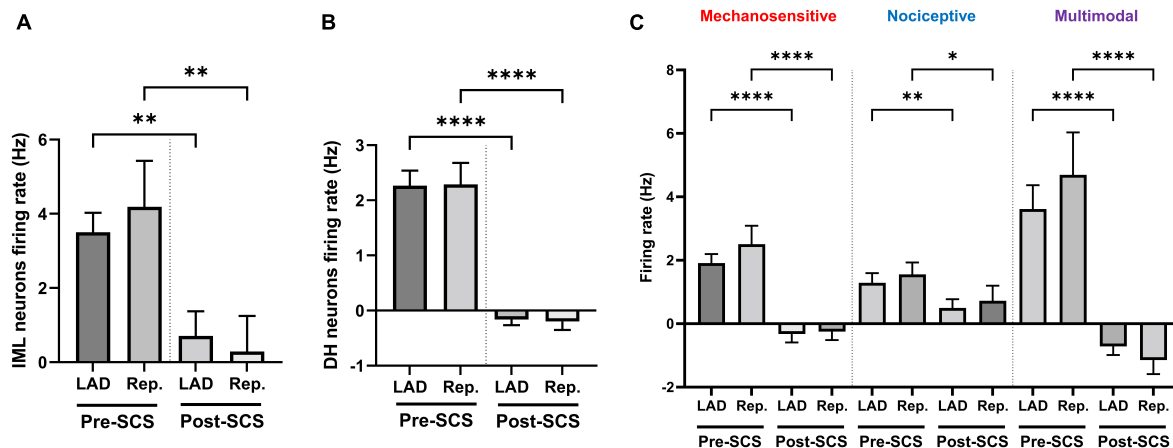 A
IML neurons firing rate (Hz)
6
4
2
0
**
**
LAD Rep. LAD Rep.
Pre-SCS Post-SCS
B
DH neurons firing rate (Hz)
3
2
1
0
-1
****
****
LAD Rep. LAD Rep.
Pre-SCS Post-SCS
C
Mechanosensitive Nociceptive Multimodal
Firing rate (Hz)
8
6
4
2
0
-2
**** * ****
**** ** ****
LAD Rep. LAD Rep. LAD Rep. LAD Rep. LAD Rep. LAD Rep.
Pre-SCS Post-SCS Pre-SCS Post-SCS Pre-SCS Post-SCS